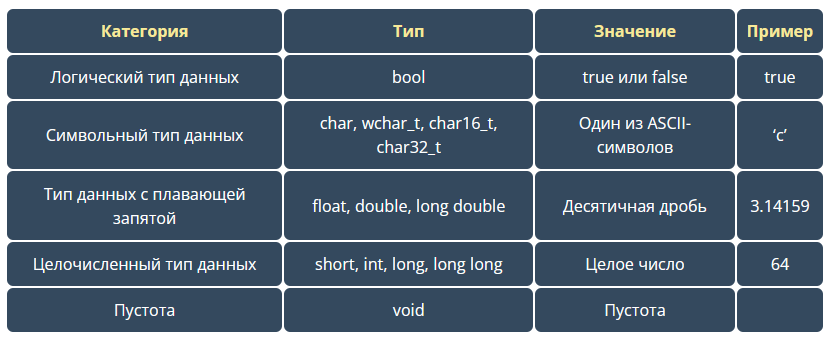 Категория Тип Значение Пример
Логический тип данных bool true или false true
Символьный тип данных char, wchar_t, char16_t, char32_t Один из ASCII-символов ‘c’
Тип данных с плавающей запятой float, double, long double Десятичная дробь 3.14159
Целочисленный тип данных short, int, long, long long Целое число 64
Пустота void Пустота